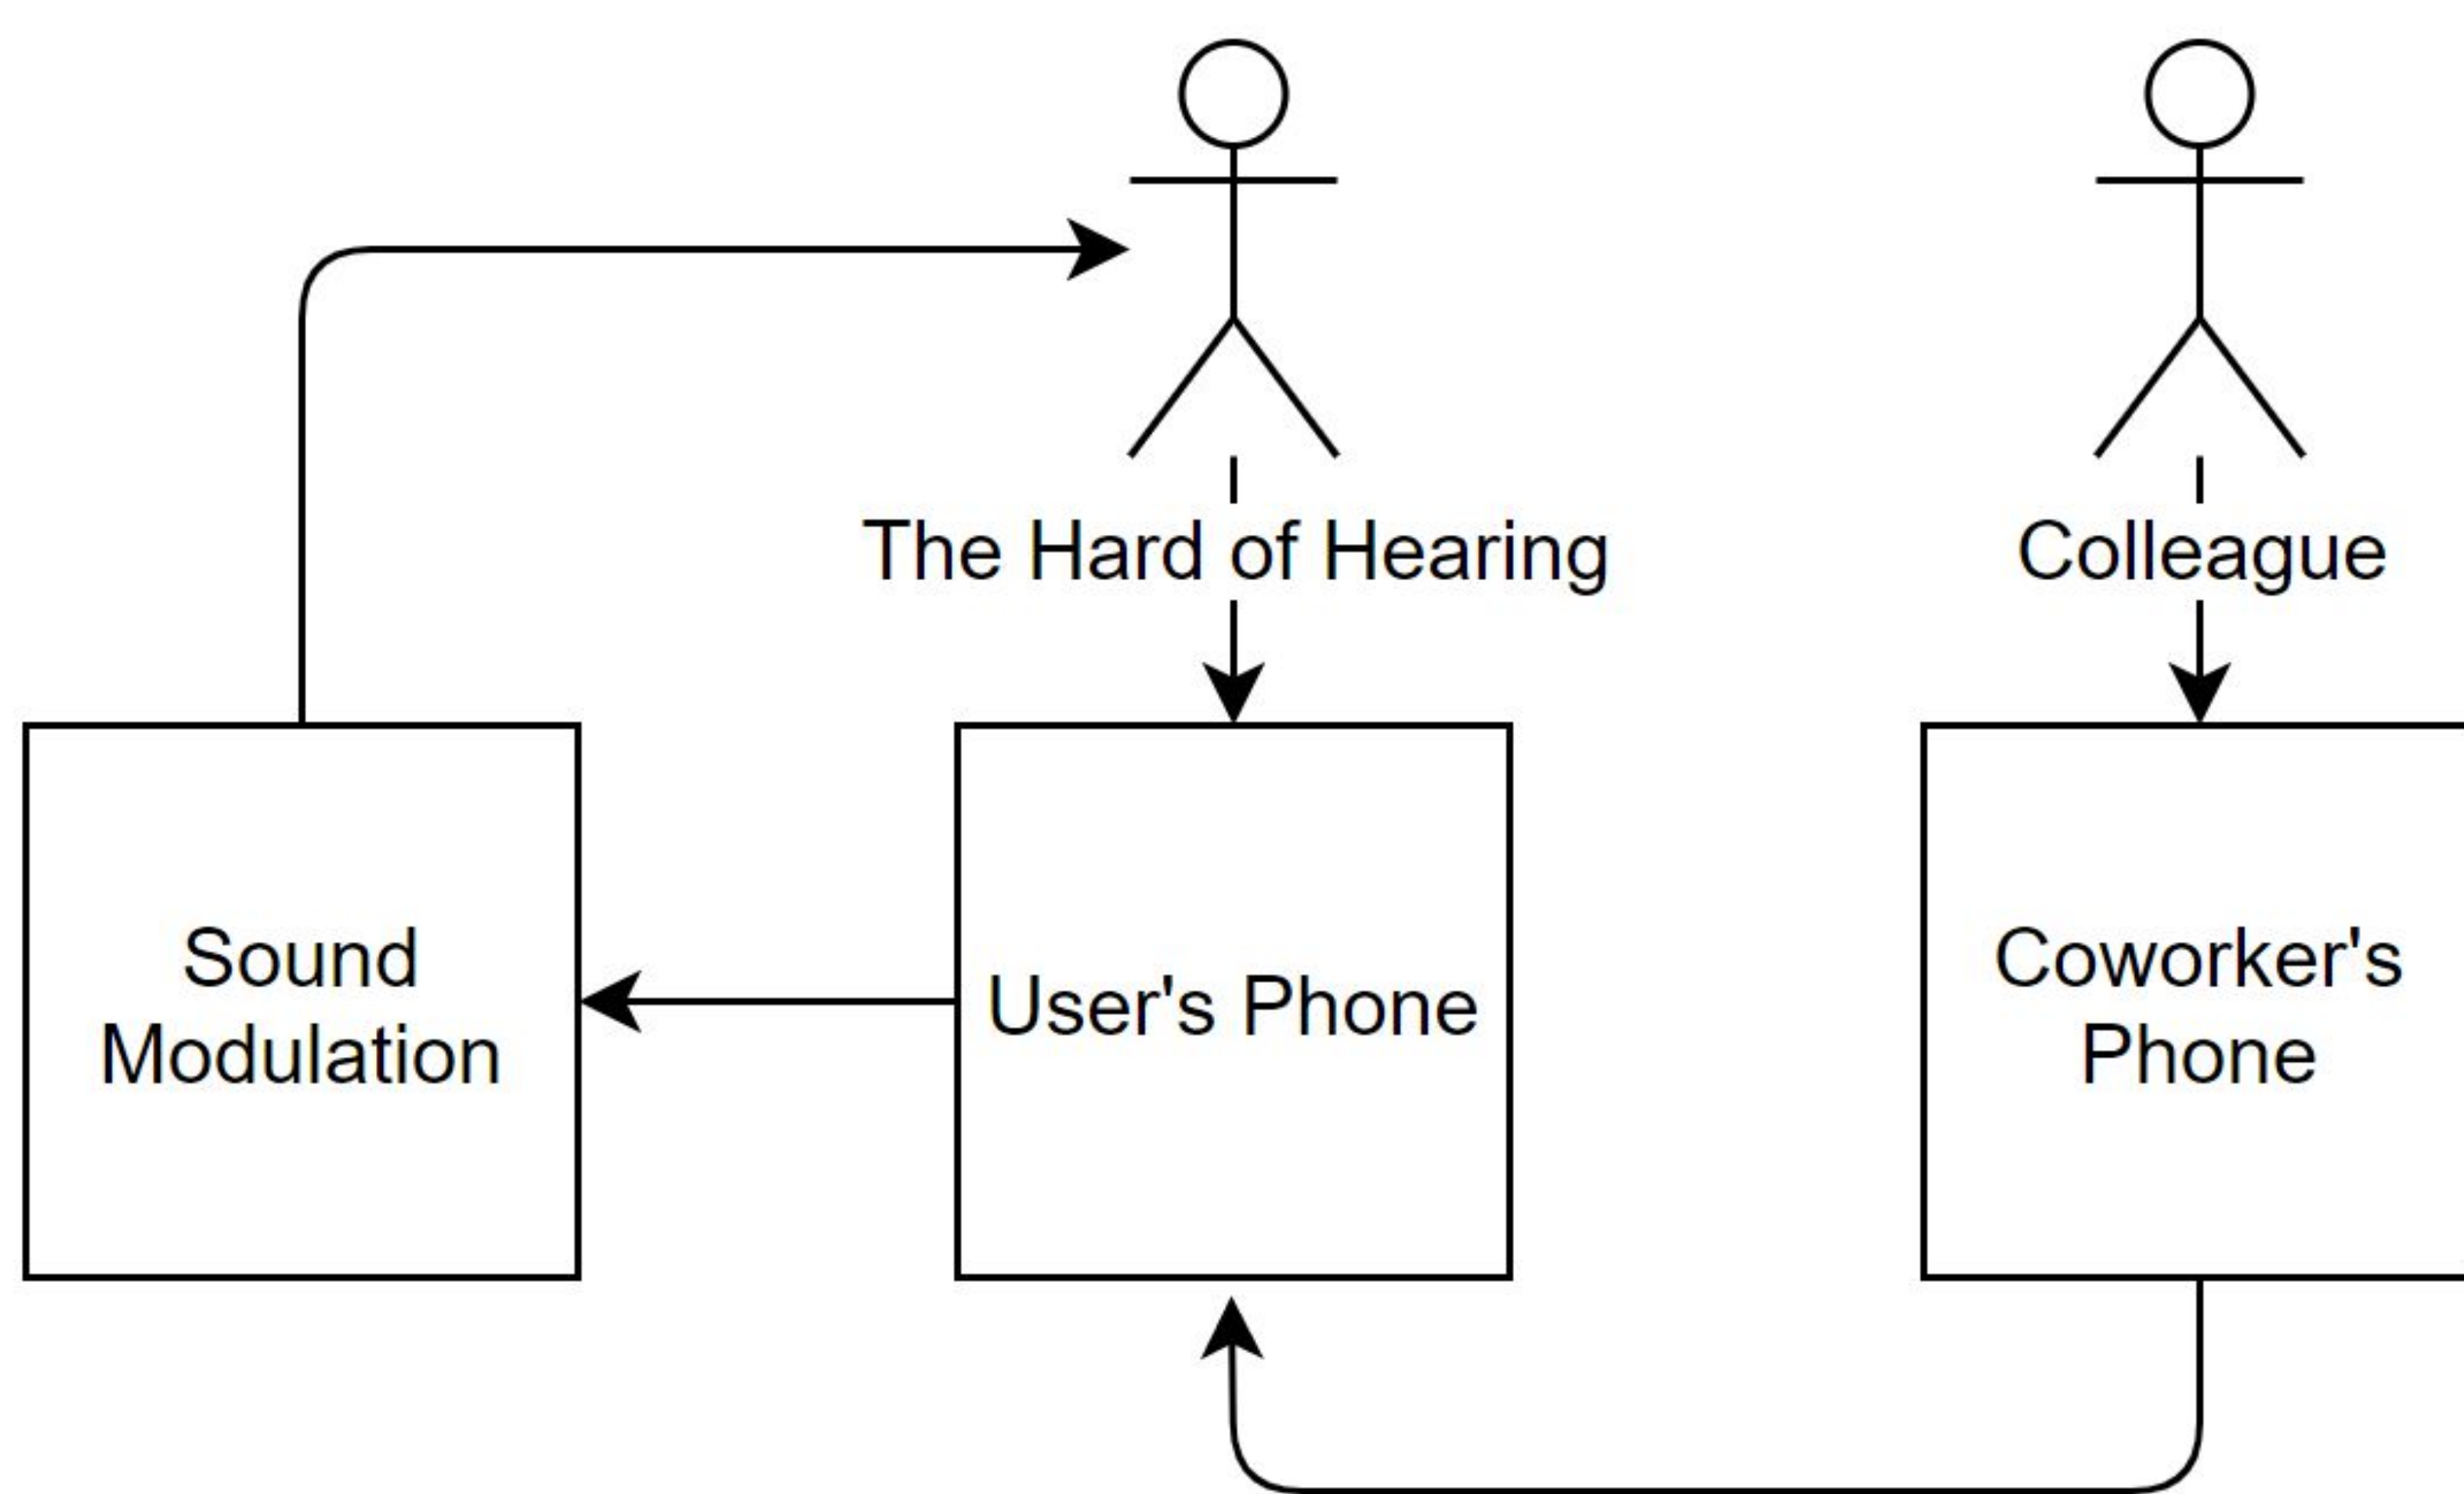 The Hard of Hearing
Colleague
Sound
Modulation
User's Phone
Coworker's
Phone